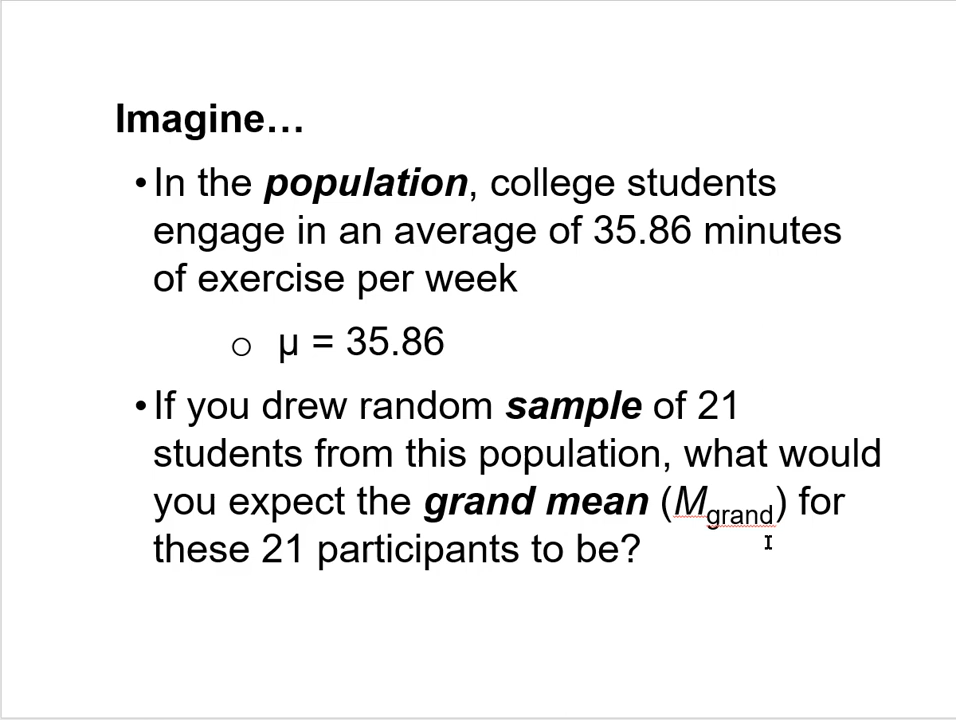 Imagine…
•In the population, college students
engage in an average of 35.86 minutes
of exercise per week
o μ = 35.86
•If you drew random sample of 21
students from this population, what would
you expect the grand mean (Mgrand) for
these 21 participants to be?